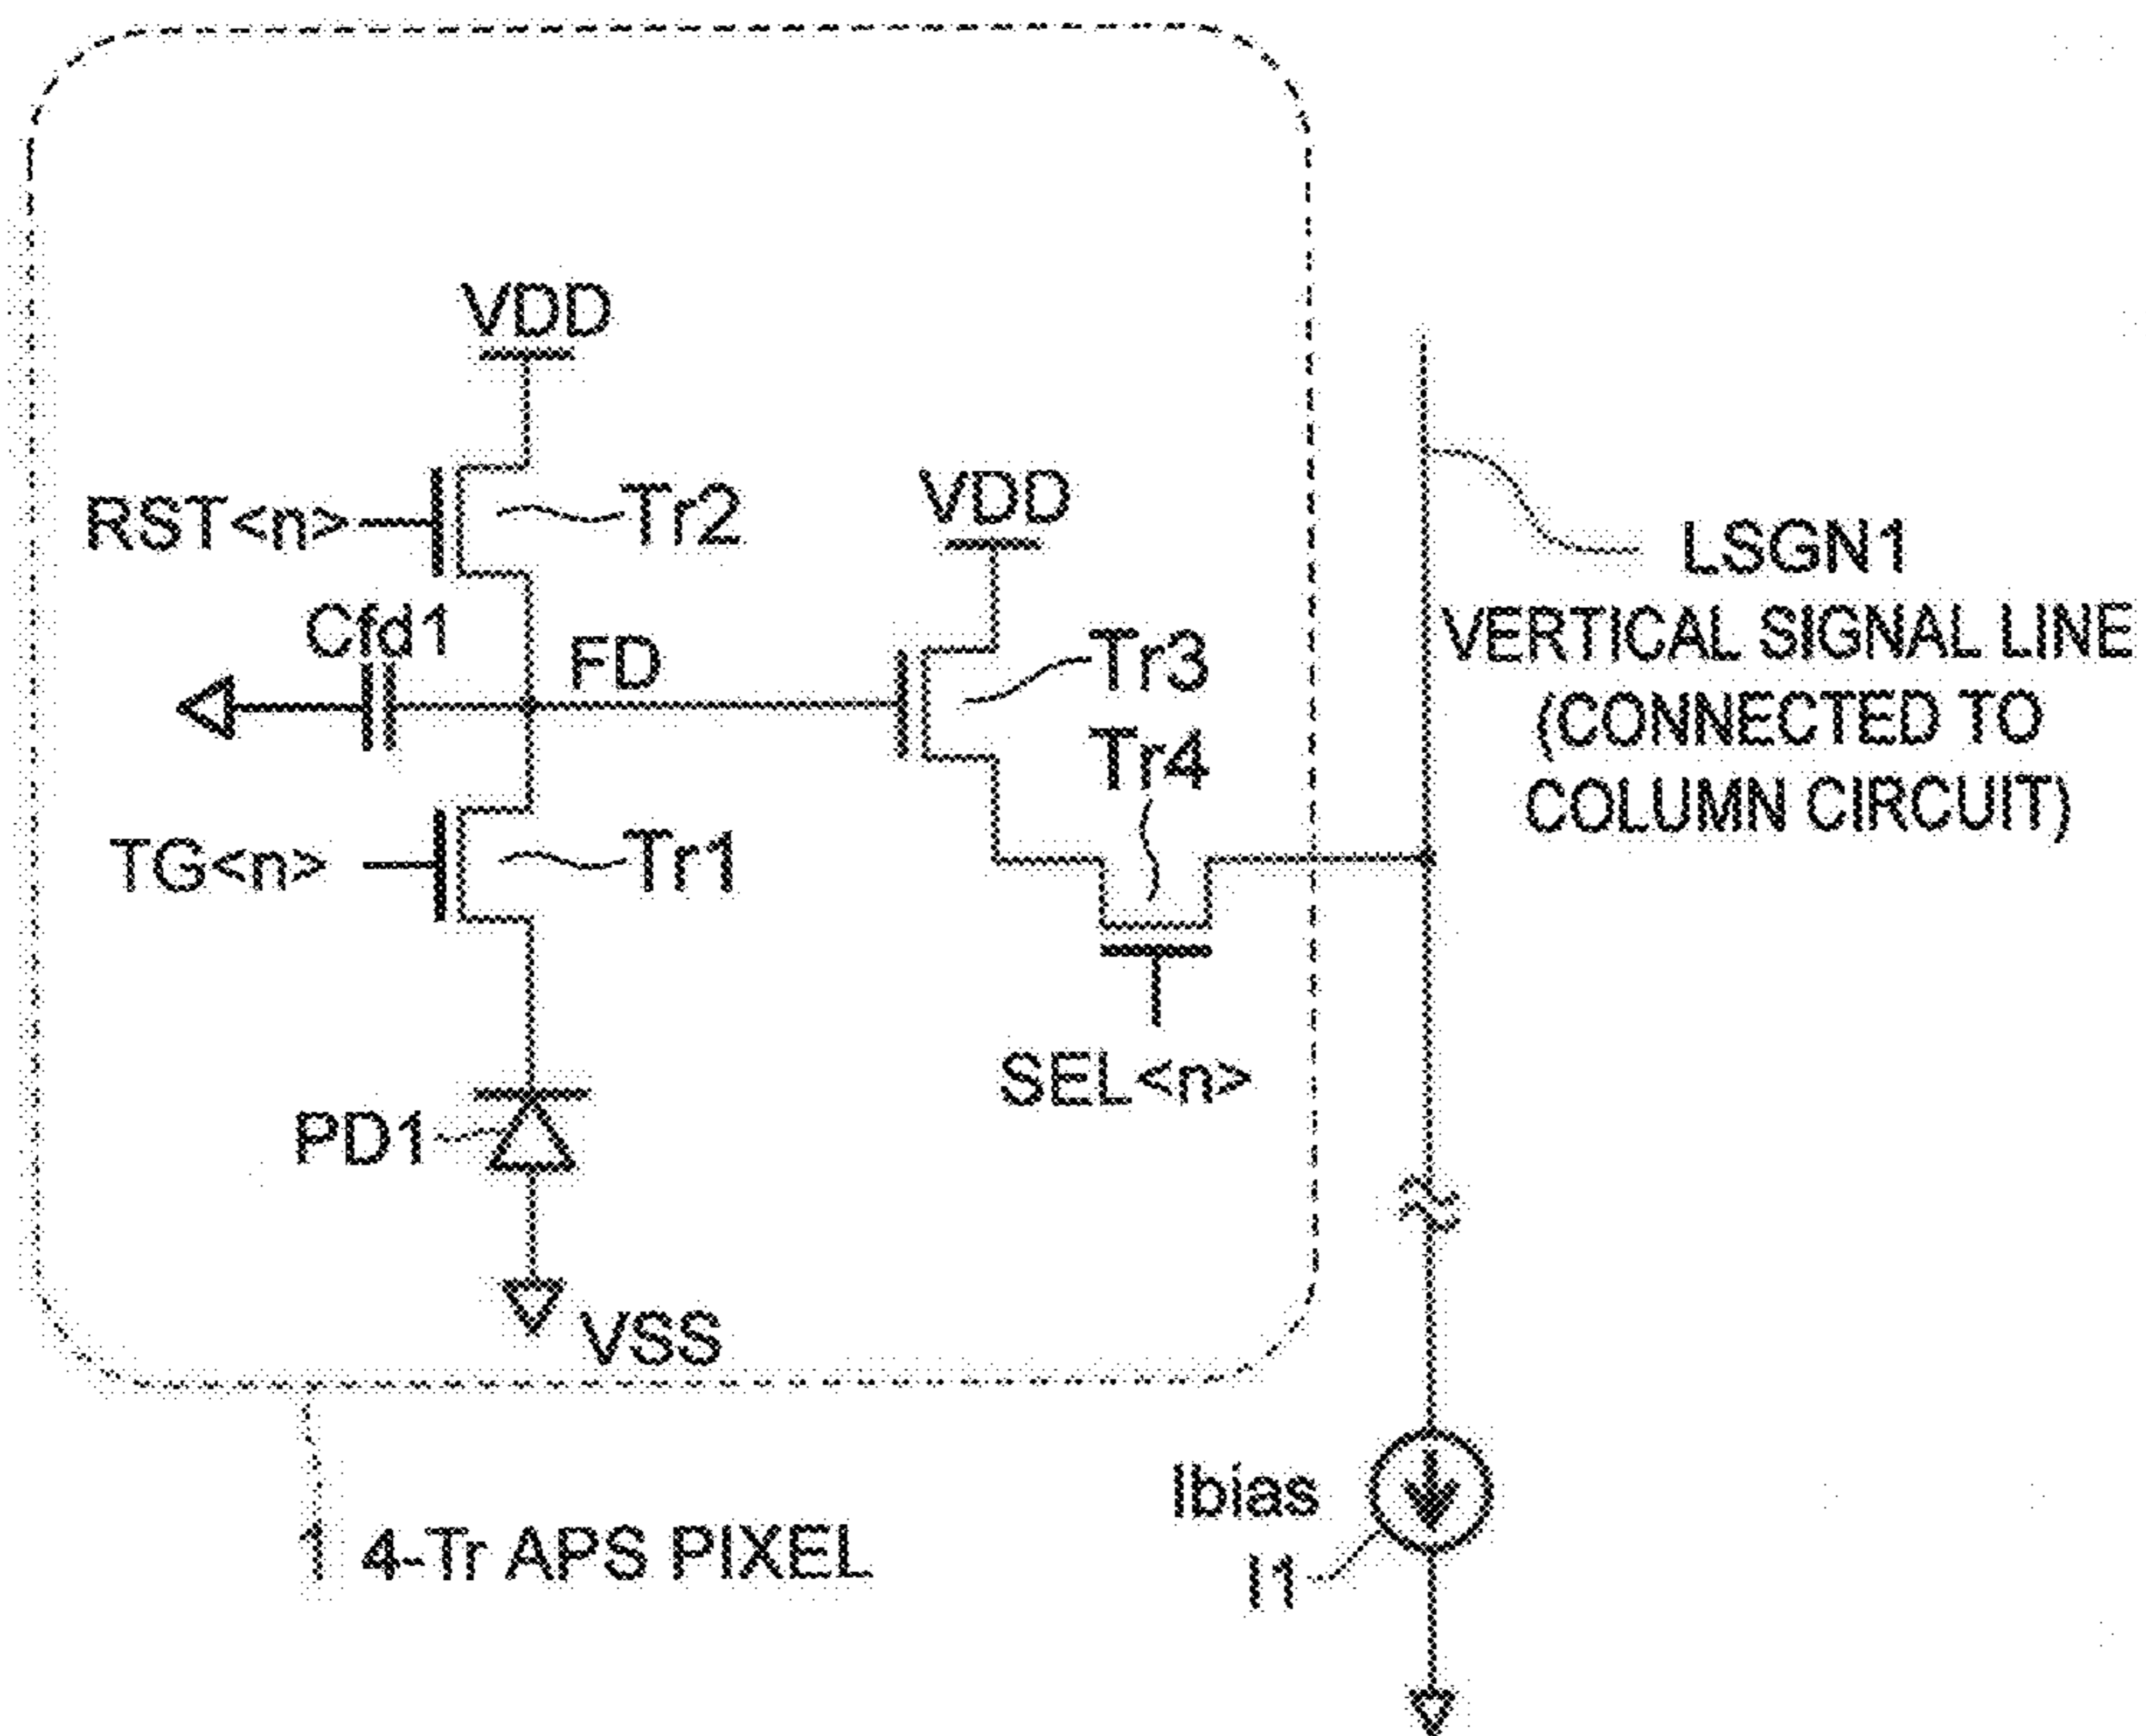 VDD
RST<n>
Tr2
VDD
LSGN1
VERTICAL SIGNAL LINE
(CONNECTED TO
COLUMN CIRCUIT)
Cfd1
FD
Tr3
Tr4
TG<n>
Tr1
SEL<n>
PD1
VSS
Ibias
I1
1 4-Tr APS PIXEL